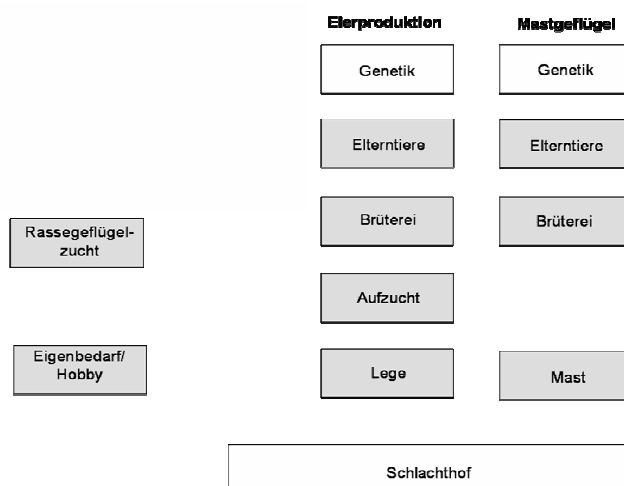 Eierproduktion
Mastgeflügel
Genetik
Genetik
Elterntiere
Elterntiere
Brüterei
Brüterei
Rassegeflügel-
zucht
Aufzucht
Eigenbedarf/
Hobby
Lege
Mast
Schlachthof